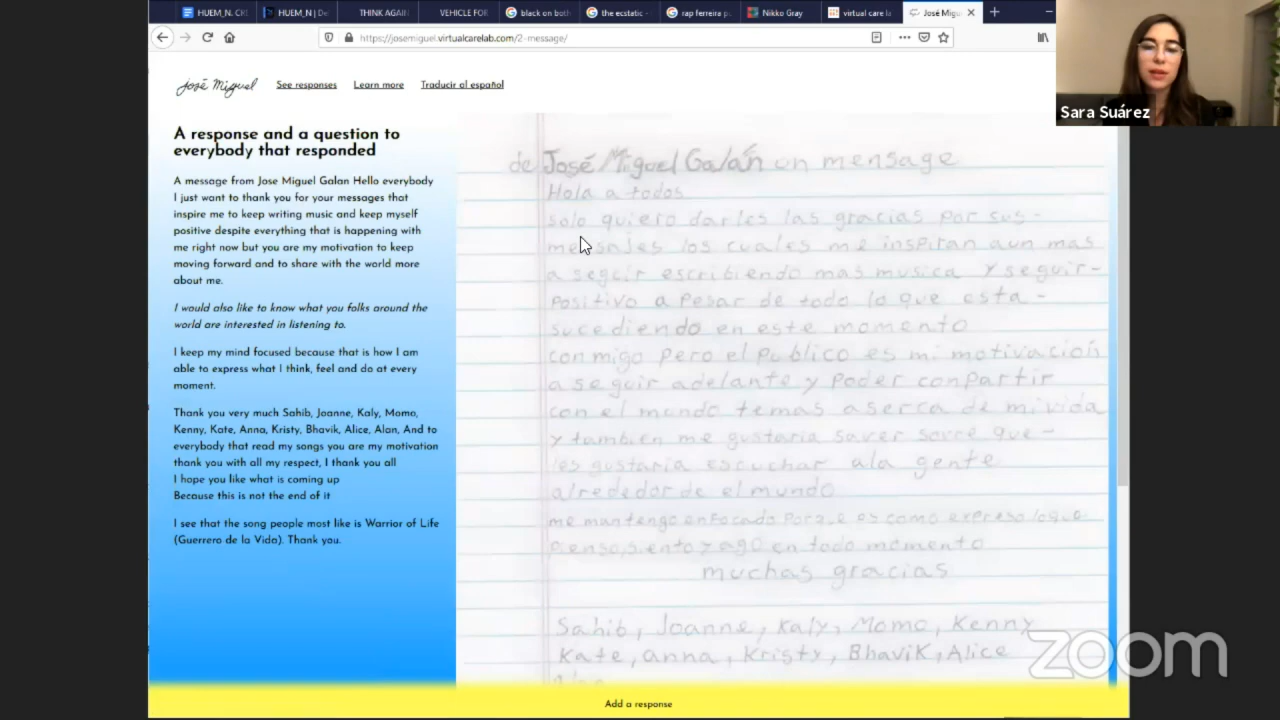 HUEM_N. CR
HUEM_N | De
THINK AGAIN
VEHICLE FOR
black on both
the ecstatic -
rap ferreira p
Nikko Gray
virtual care la
José Migu
https://josemiguel.virtualcarelab.com/2-message/
José Miguel
See responses
Learn more
Traducir al español
Sara Suárez
A response and a question to
everybody that responded
A message from Jose Miguel Galan Hello everybody
I just want to thank you for your messages that
inspire me to keep writing music and keep myself
positive despite everything that is happening with
me right now but you are my motivation to keep
moving forward and to share with the world more
about me.
I would also like to know what you folks around the
world are interested in listening to.
I keep my mind focused because that is how I am
able to express what I think, feel and do at every
moment.
Thank you very much Sahib, Joanne, Kaly, Momo,
Kenny, Kate, Anna, Kristy, Bhavik, Alice, Alan, And to
everybody that read my songs you are my motivation
thank you with all my respect, I thank you all
I hope you like what is coming up
Because this is not the end of it
I see that the song people most like is Warrior of Life
(Guerrero de la Vida). Thank you.
de José Miguel Galán un mensage
Hola a todos
solo quiero darles las gracias por sus-
mensajes los cuales me inspiran aun mas
a seguir escribiendo mas musica y seguir-
positivo a pesar de todo lo que esta-
sucediendo en este momento
conmigo pero el publico es mi motivación
a seguir adelante y poder conpartir
con el mundo temas aserca de mi vida
y tambien me gustaria saver sovre que-
les gustaria escuchar ala gente
alrededor de el mundo
me mantengo enfocado porque es como expreso loque
pienso, siento y ago en todo momento
muchas gracias
Sahib, Joanne, Kaly, Momo, Kenny
Kate, anna, Kristy, Bhavik, Alice
zoom
Add a response